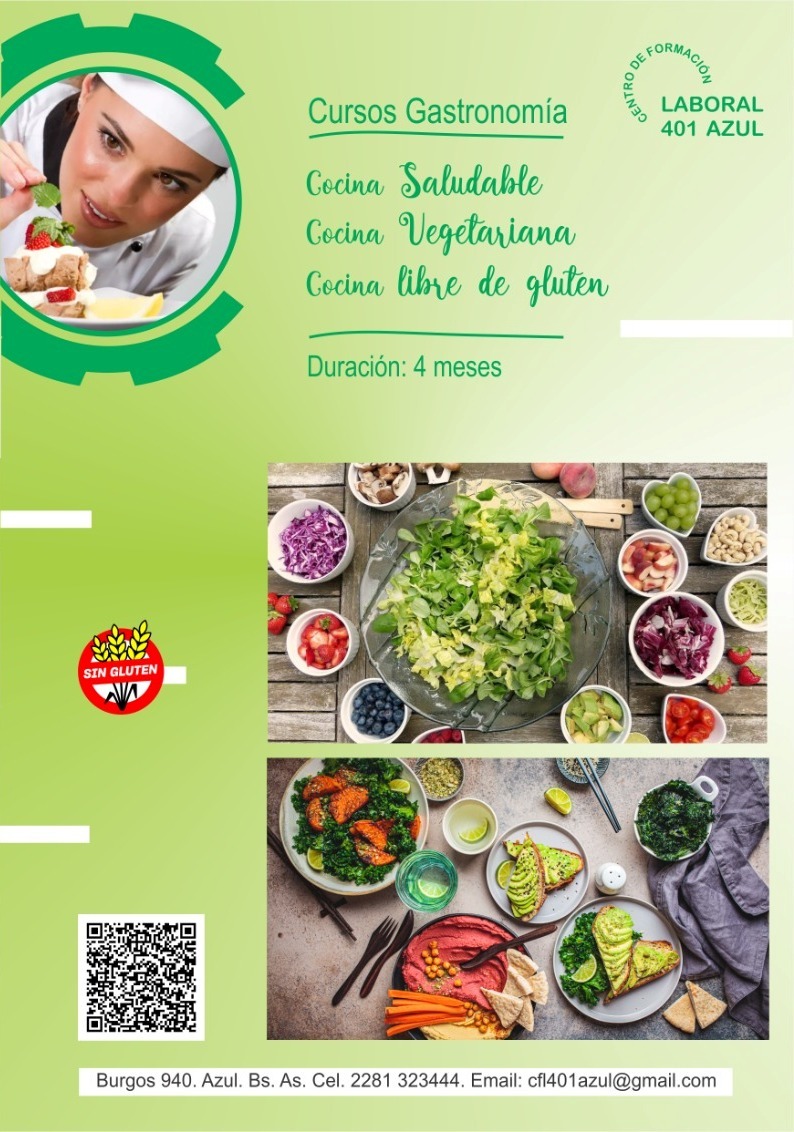 CENTRO DE FORMACIÓN
LABORAL
401 AZUL
Cursos Gastronomía
Cocina Saludable
Cocina Vegetariana
Cocina libre de gluten
Duración: 4 meses
SIN GLUTEN
Burgos 940. Azul. Bs. As. Cel. 2281 323444. Email: cfl401azul@gmail.com